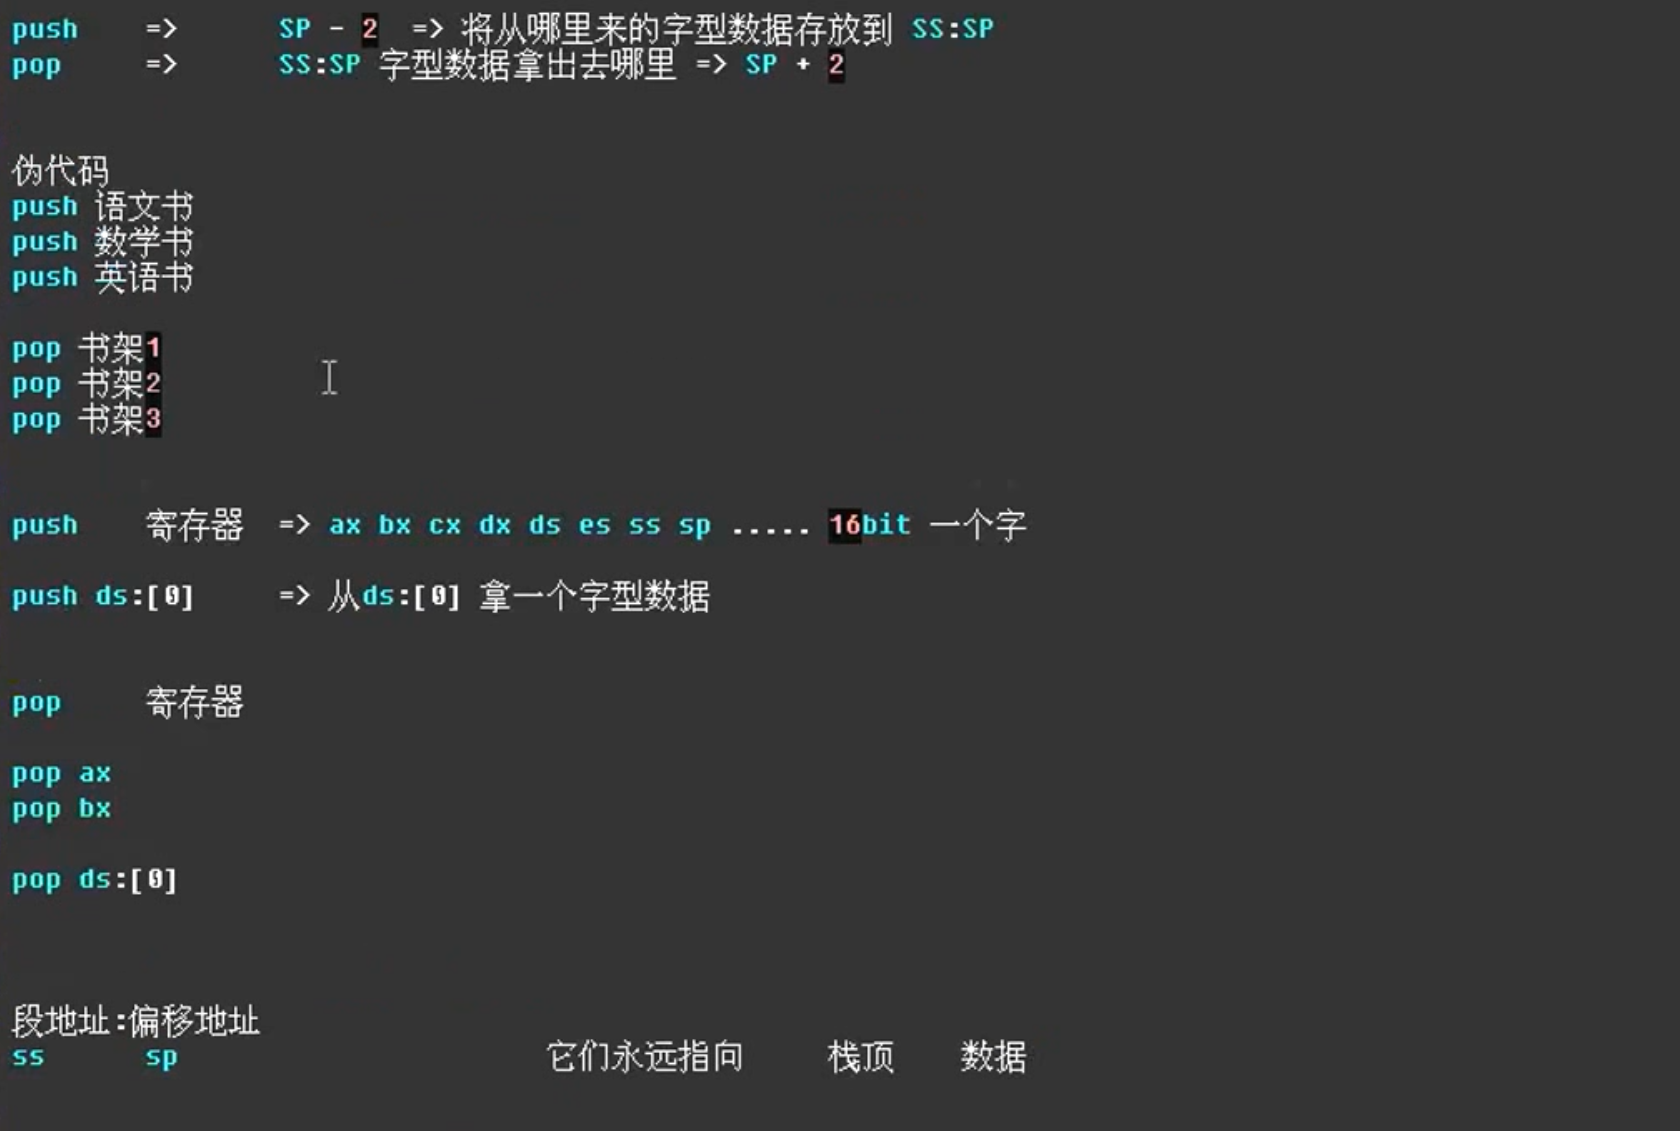 push => SP - 2 => 将从哪里来的字型数据存放到 SS:SP
pop => SS:SP 字型数据拿出去哪里 => SP + 2
伪代码
push 语文书
push 数学书
push 英语书
pop 书架1
pop 书架2
pop 书架3
push 寄存器 => ax bx cx dx ds es ss sp ..... 16bit 一个字
push ds:[0] => 从ds:[0] 拿一个字型数据
pop 寄存器
pop ax
pop bx
pop ds:[0]
段地址:偏移地址
ss sp 它们永远指向 栈顶 数据